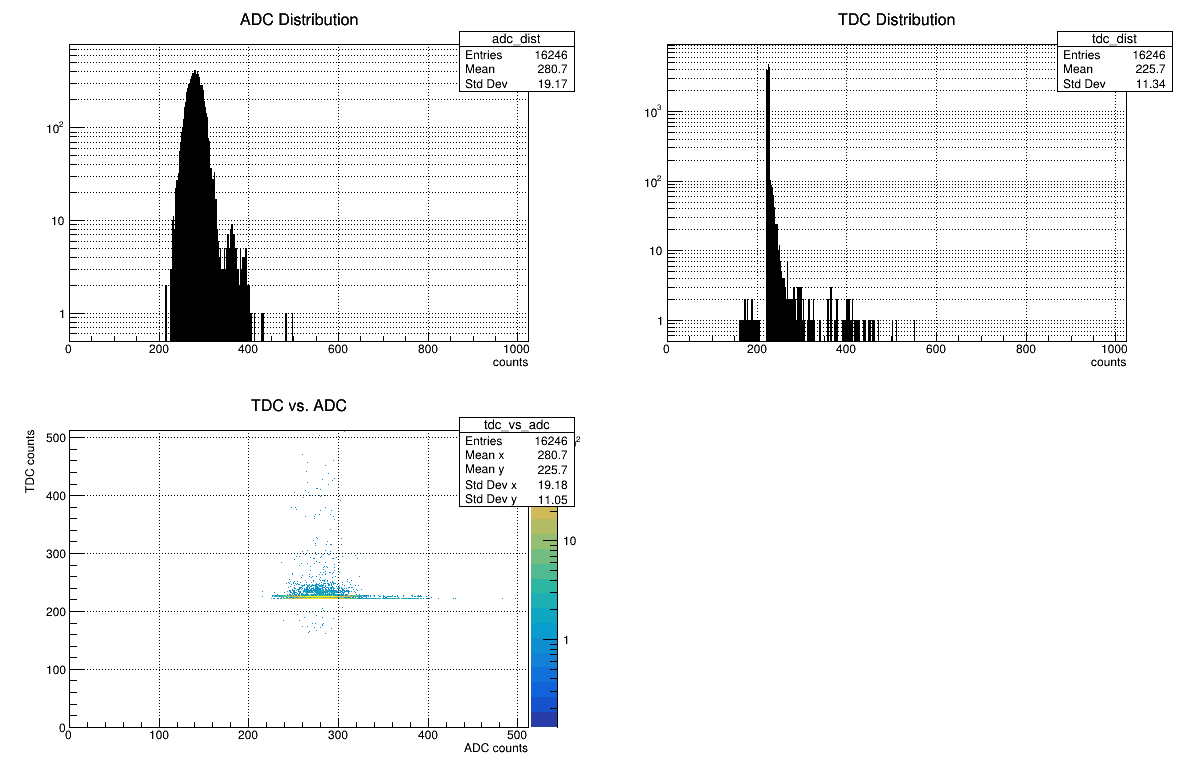 ADC Distribution
adc_dist
Entries 16246
Mean 280.7
Std Dev 19.17
10²
10
1
0 200 400 600 800 1000
counts
TDC Distribution
tdc_dist
Entries 16246
Mean 225.7
Std Dev 11.34
10³
10²
10
1
0 200 400 600 800 1000
counts
TDC vs. ADC
tdc_vs_adc
Entries 16246
Mean x 280.7
Mean y 225.7
Std Dev x 19.18
Std Dev y 11.05
TDC counts
500
400
300
200
100
0
0 100 200 300 400 500
ADC counts
2
10
1